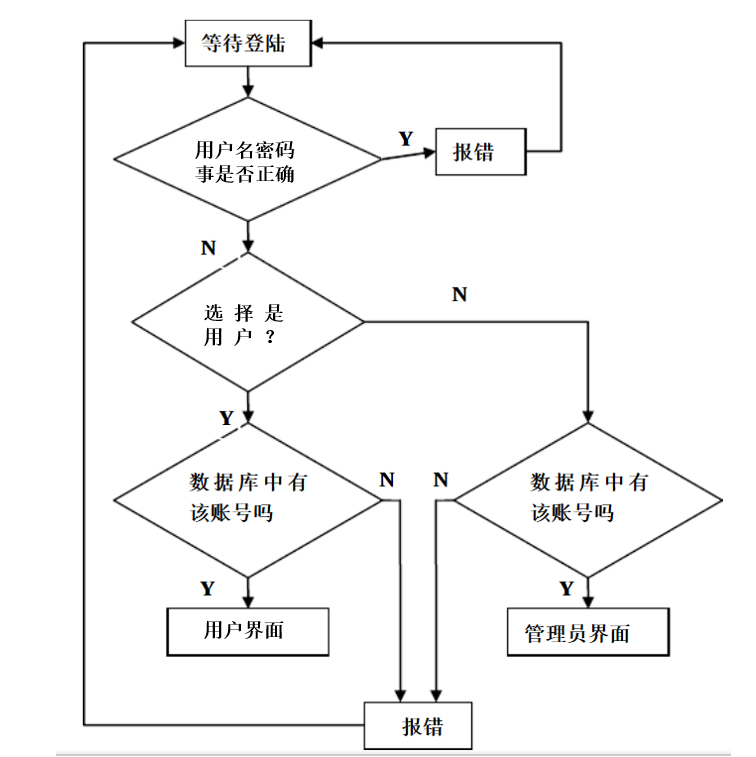 等待登陆
用户名密码
事是否正确
Y
报错
N
选择是
用户？
N
Y
数据库中有
该账号吗
N
N
数据库中有
该账号吗
Y
用户界面
Y
管理员界面
报错